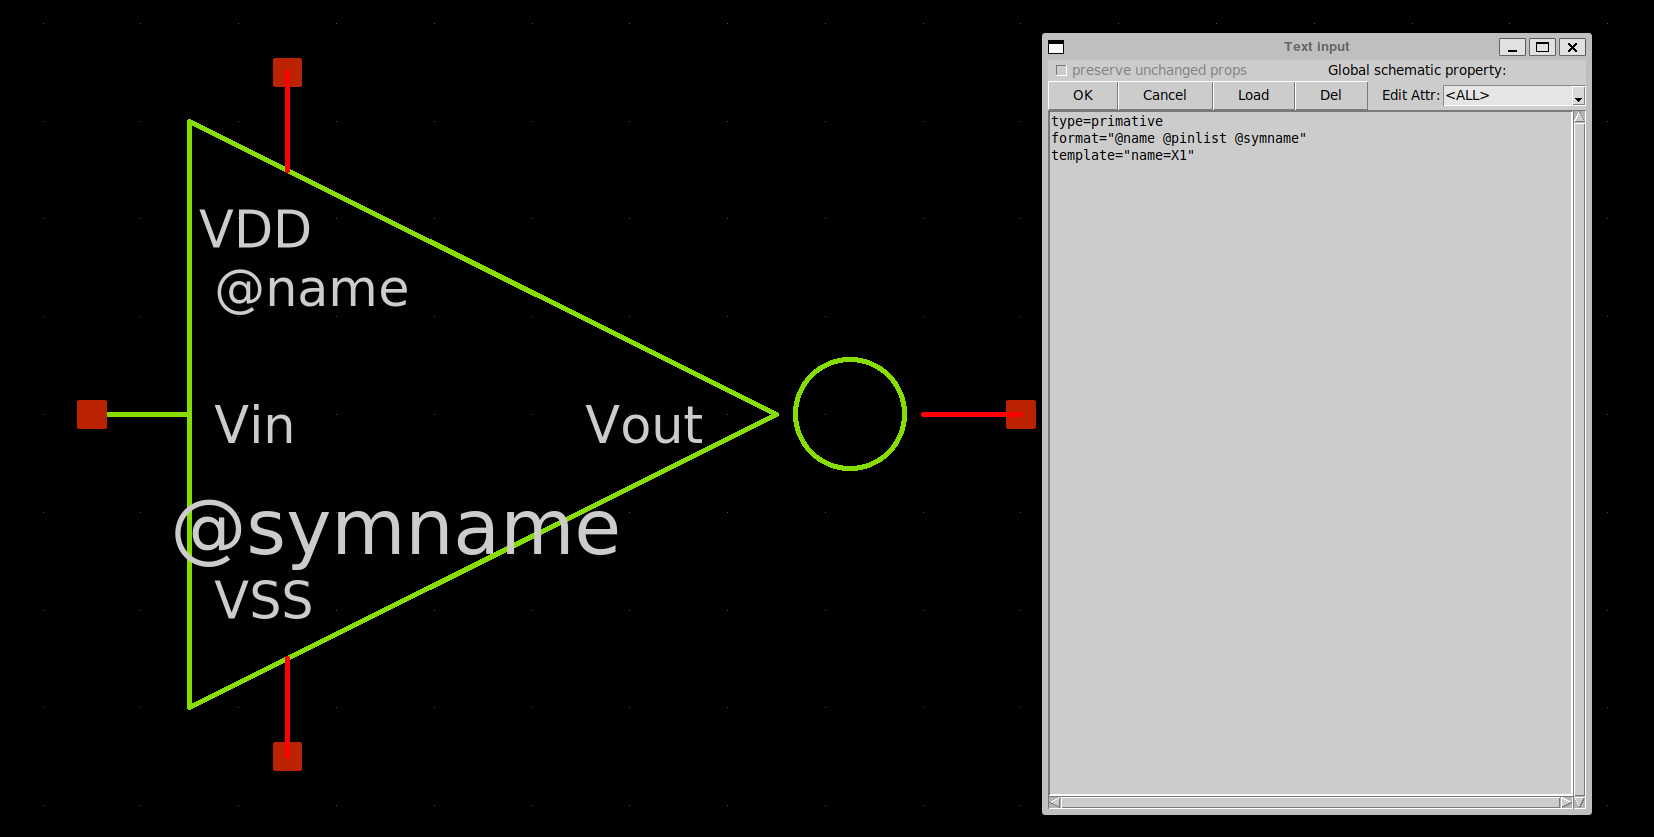 VDD
@name
Vin
Vout
@symname
VSS
Text input
preserve unchanged props
Global schematic property:
OK
Cancel
Load
Del
Edit Attr:
<ALL>
type=primative
format="@name @pinlist @symname"
template="name=X1"